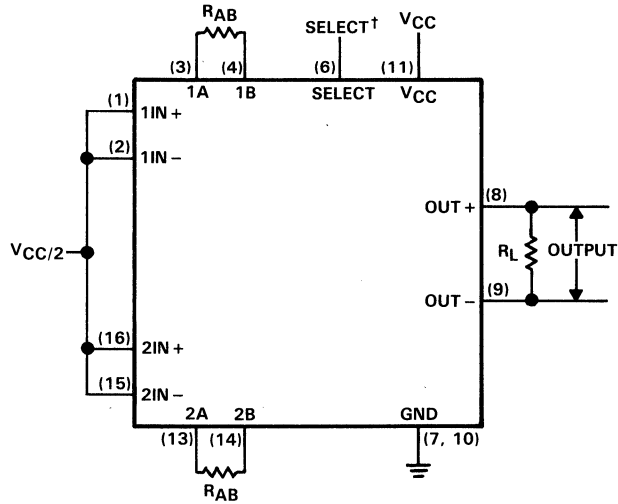 RAB
SELECT†
VCC
(3)
(4)
(6)
(11)
1A
1B
SELECT
VCC
(1)
1IN+
(2)
1IN−
OUT+
(8)
VCC/2
RL
OUTPUT
OUT−
(9)
(16)
2IN+
(15)
2IN−
2A
2B
GND
(13)
(14)
(7, 10)
RAB